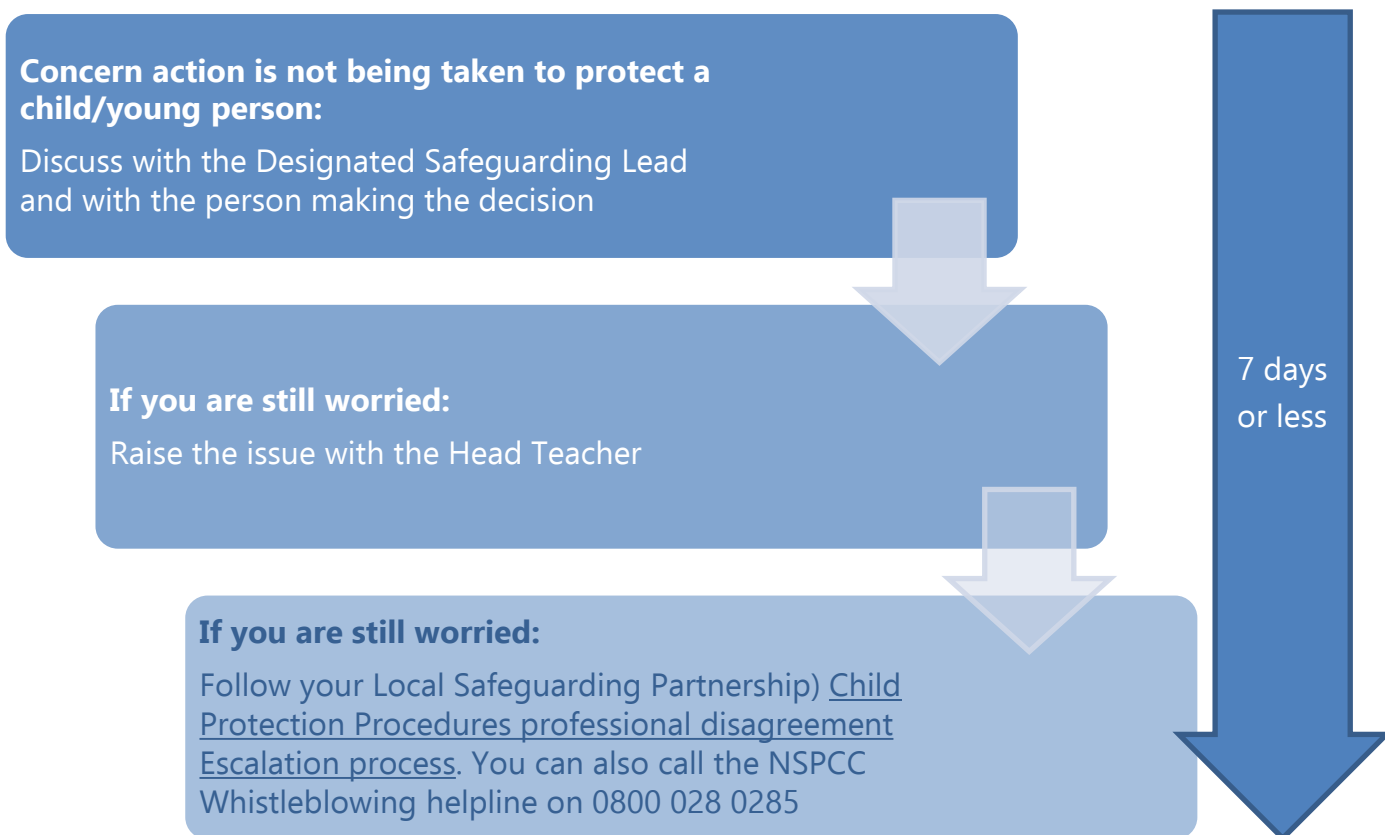 Concern action is not being taken to protect a
child/young person:
Discuss with the Designated Safeguarding Lead
and with the person making the decision
If you are still worried:
Raise the issue with the Head Teacher
If you are still worried:
Follow your Local Safeguarding Partnership) Child
Protection Procedures professional disagreement
Escalation process. You can also call the NSPCC
Whistleblowing helpline on 0800 028 0285
7 days
or less